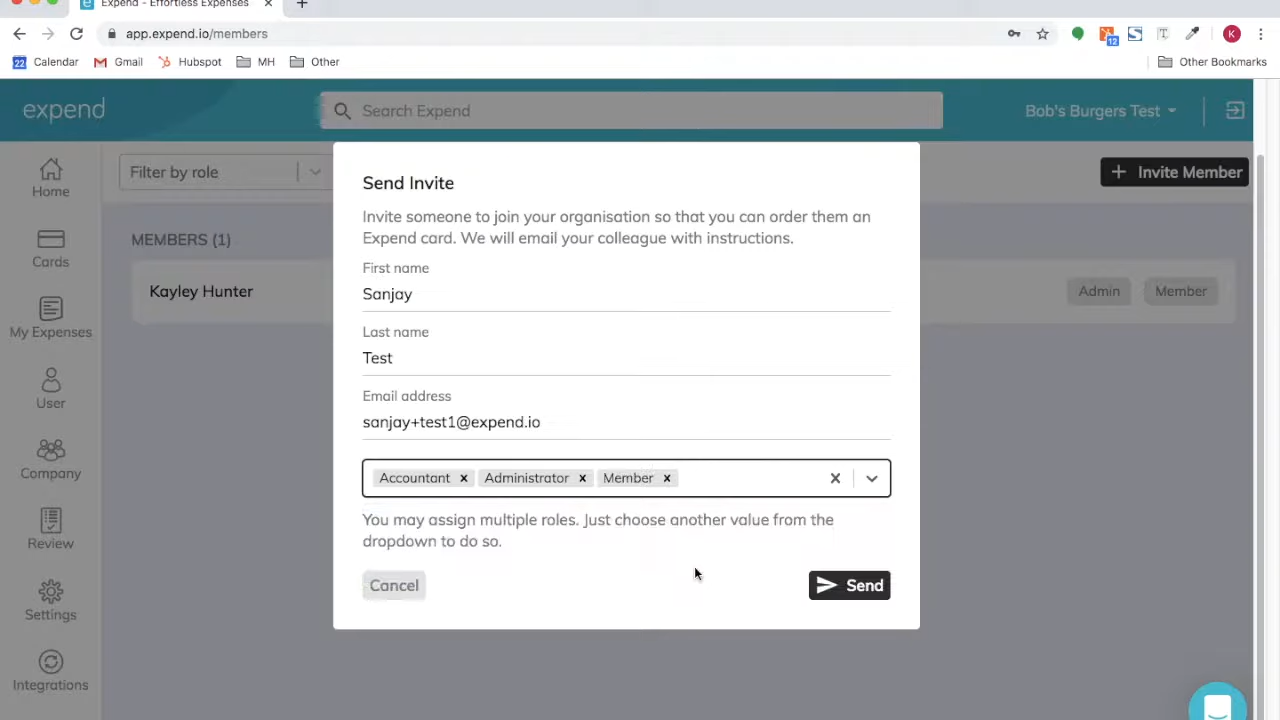 Expend - Effortless Expenses
app.expend.io/members
12
K
22 Calendar Gmail Hubspot MH Other Other Bookmarks
expend Search Expend Bob's Burgers Test
Home
Cards
My Expenses
User
Company
Review
Settings
Integrations
Filter by role
Invite Member
MEMBERS (1)
Kayley Hunter Admin Member
Send Invite
Invite someone to join your organisation so that you can order them an
Expend card. We will email your colleague with instructions.
First name
Sanjay
Last name
Test
Email address
sanjay+test1@expend.io
Accountant Administrator Member
You may assign multiple roles. Just choose another value from the
dropdown to do so.
Cancel Send